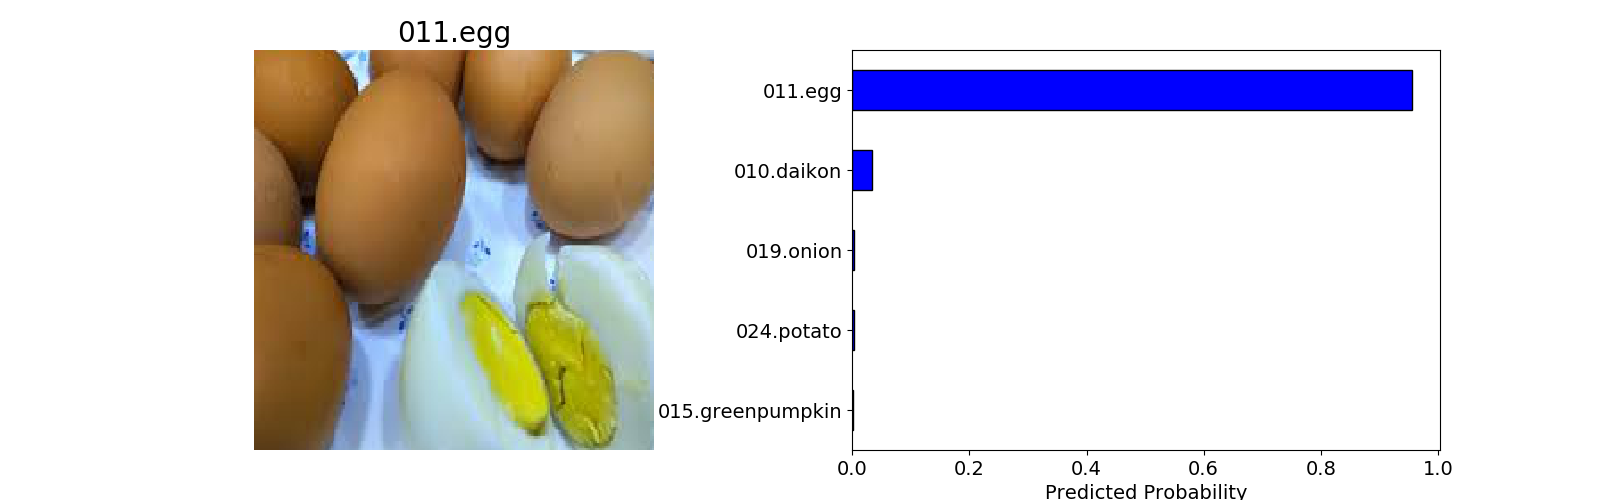 011.egg
011.egg
010.daikon
019.onion
024.potato
015.greenpumpkin
0.0 0.2 0.4 0.6 0.8 1.0
Predicted Probability